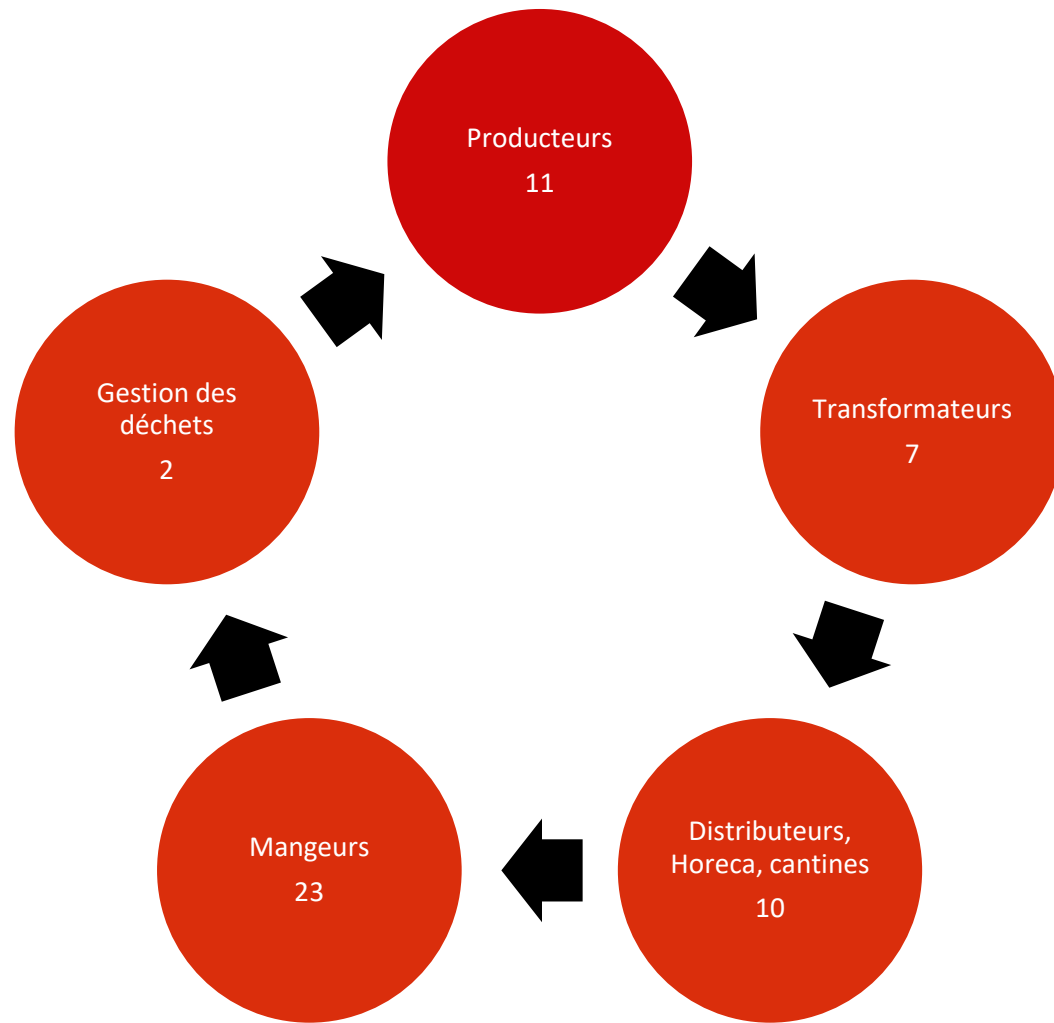 Producteurs
11
Transformateurs
7
Distributeurs,
Horeca, cantines
10
Mangeurs
23
Gestion des
déchets
2